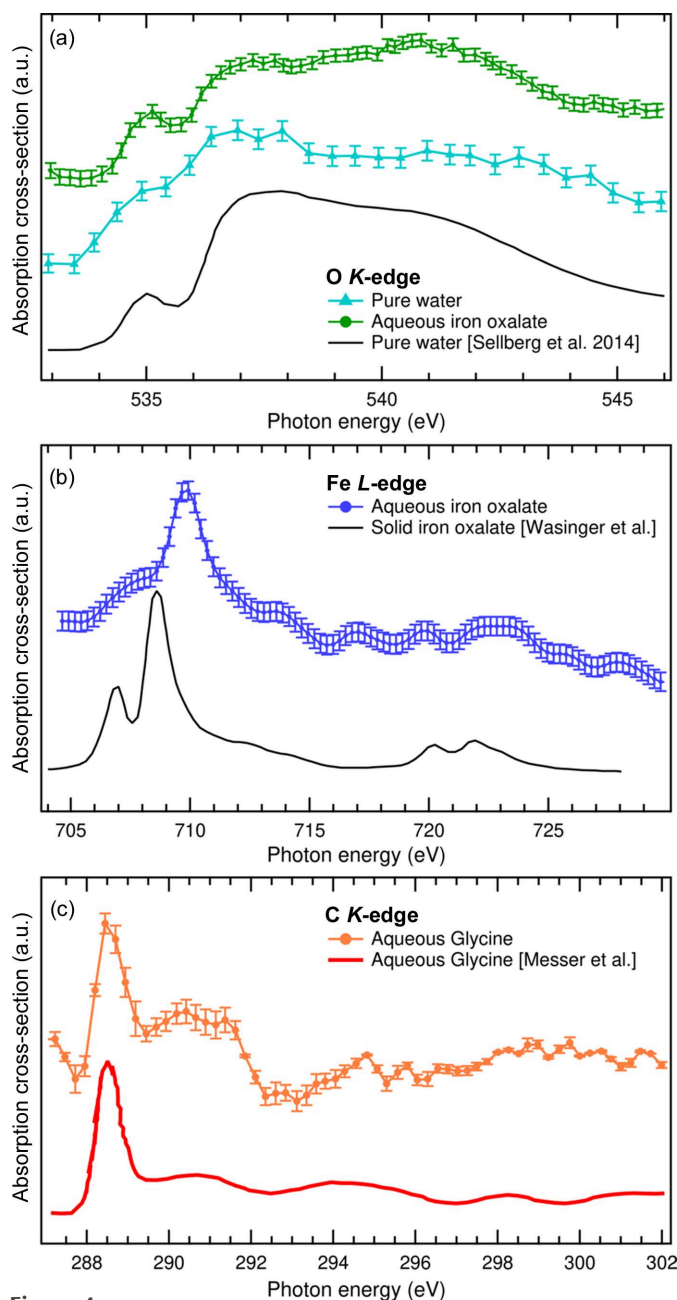 (a)
Absorption cross-section (a.u.)
O K-edge
Pure water
Aqueous iron oxalate
Pure water [Sellberg et al. 2014]
535 540 545
Photon energy (eV)
(b)
Absorption cross-section (a.u.)
Fe L-edge
Aqueous iron oxalate
Solid iron oxalate [Wasinger et al.]
705 710 715 720 725
Photon energy (eV)
(c)
Absorption cross-section (a.u.)
C K-edge
Aqueous Glycine
Aqueous Glycine [Messer et al.]
288 290 292 294 296 298 300 302
Photon energy (eV)